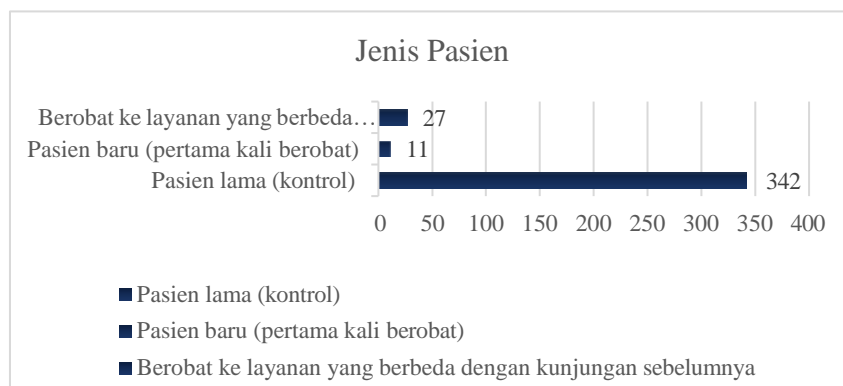 Jenis Pasien
Berobat ke layanan yang berbeda… 27
Pasien baru (pertama kali berobat) 11
Pasien lama (kontrol) 342
0 50 100 150 200 250 300 350 400
Pasien lama (kontrol)
Pasien baru (pertama kali berobat)
Berobat ke layanan yang berbeda dengan kunjungan sebelumnya